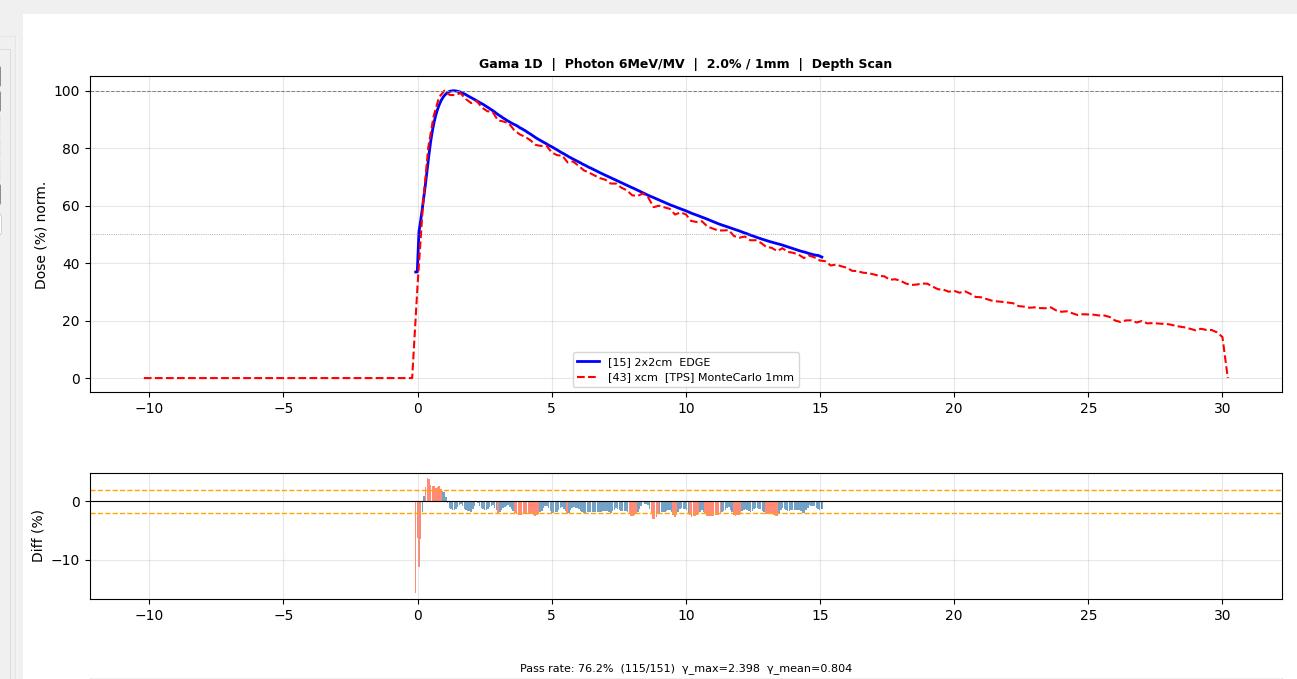 Gama 1D | Photon 6MeV/MV | 2.0% / 1mm | Depth Scan
Dose (%) norm.
100
80
60
40
20
0
[15] 2x2cm EDGE
[43] xcm [TPS] MonteCarlo 1mm
−10 −5 0 5 10 15 20 25 30
Diff (%)
0
−10
−10 −5 0 5 10 15 20 25 30
Pass rate: 76.2% (115/151) γ_max=2.398 γ_mean=0.804